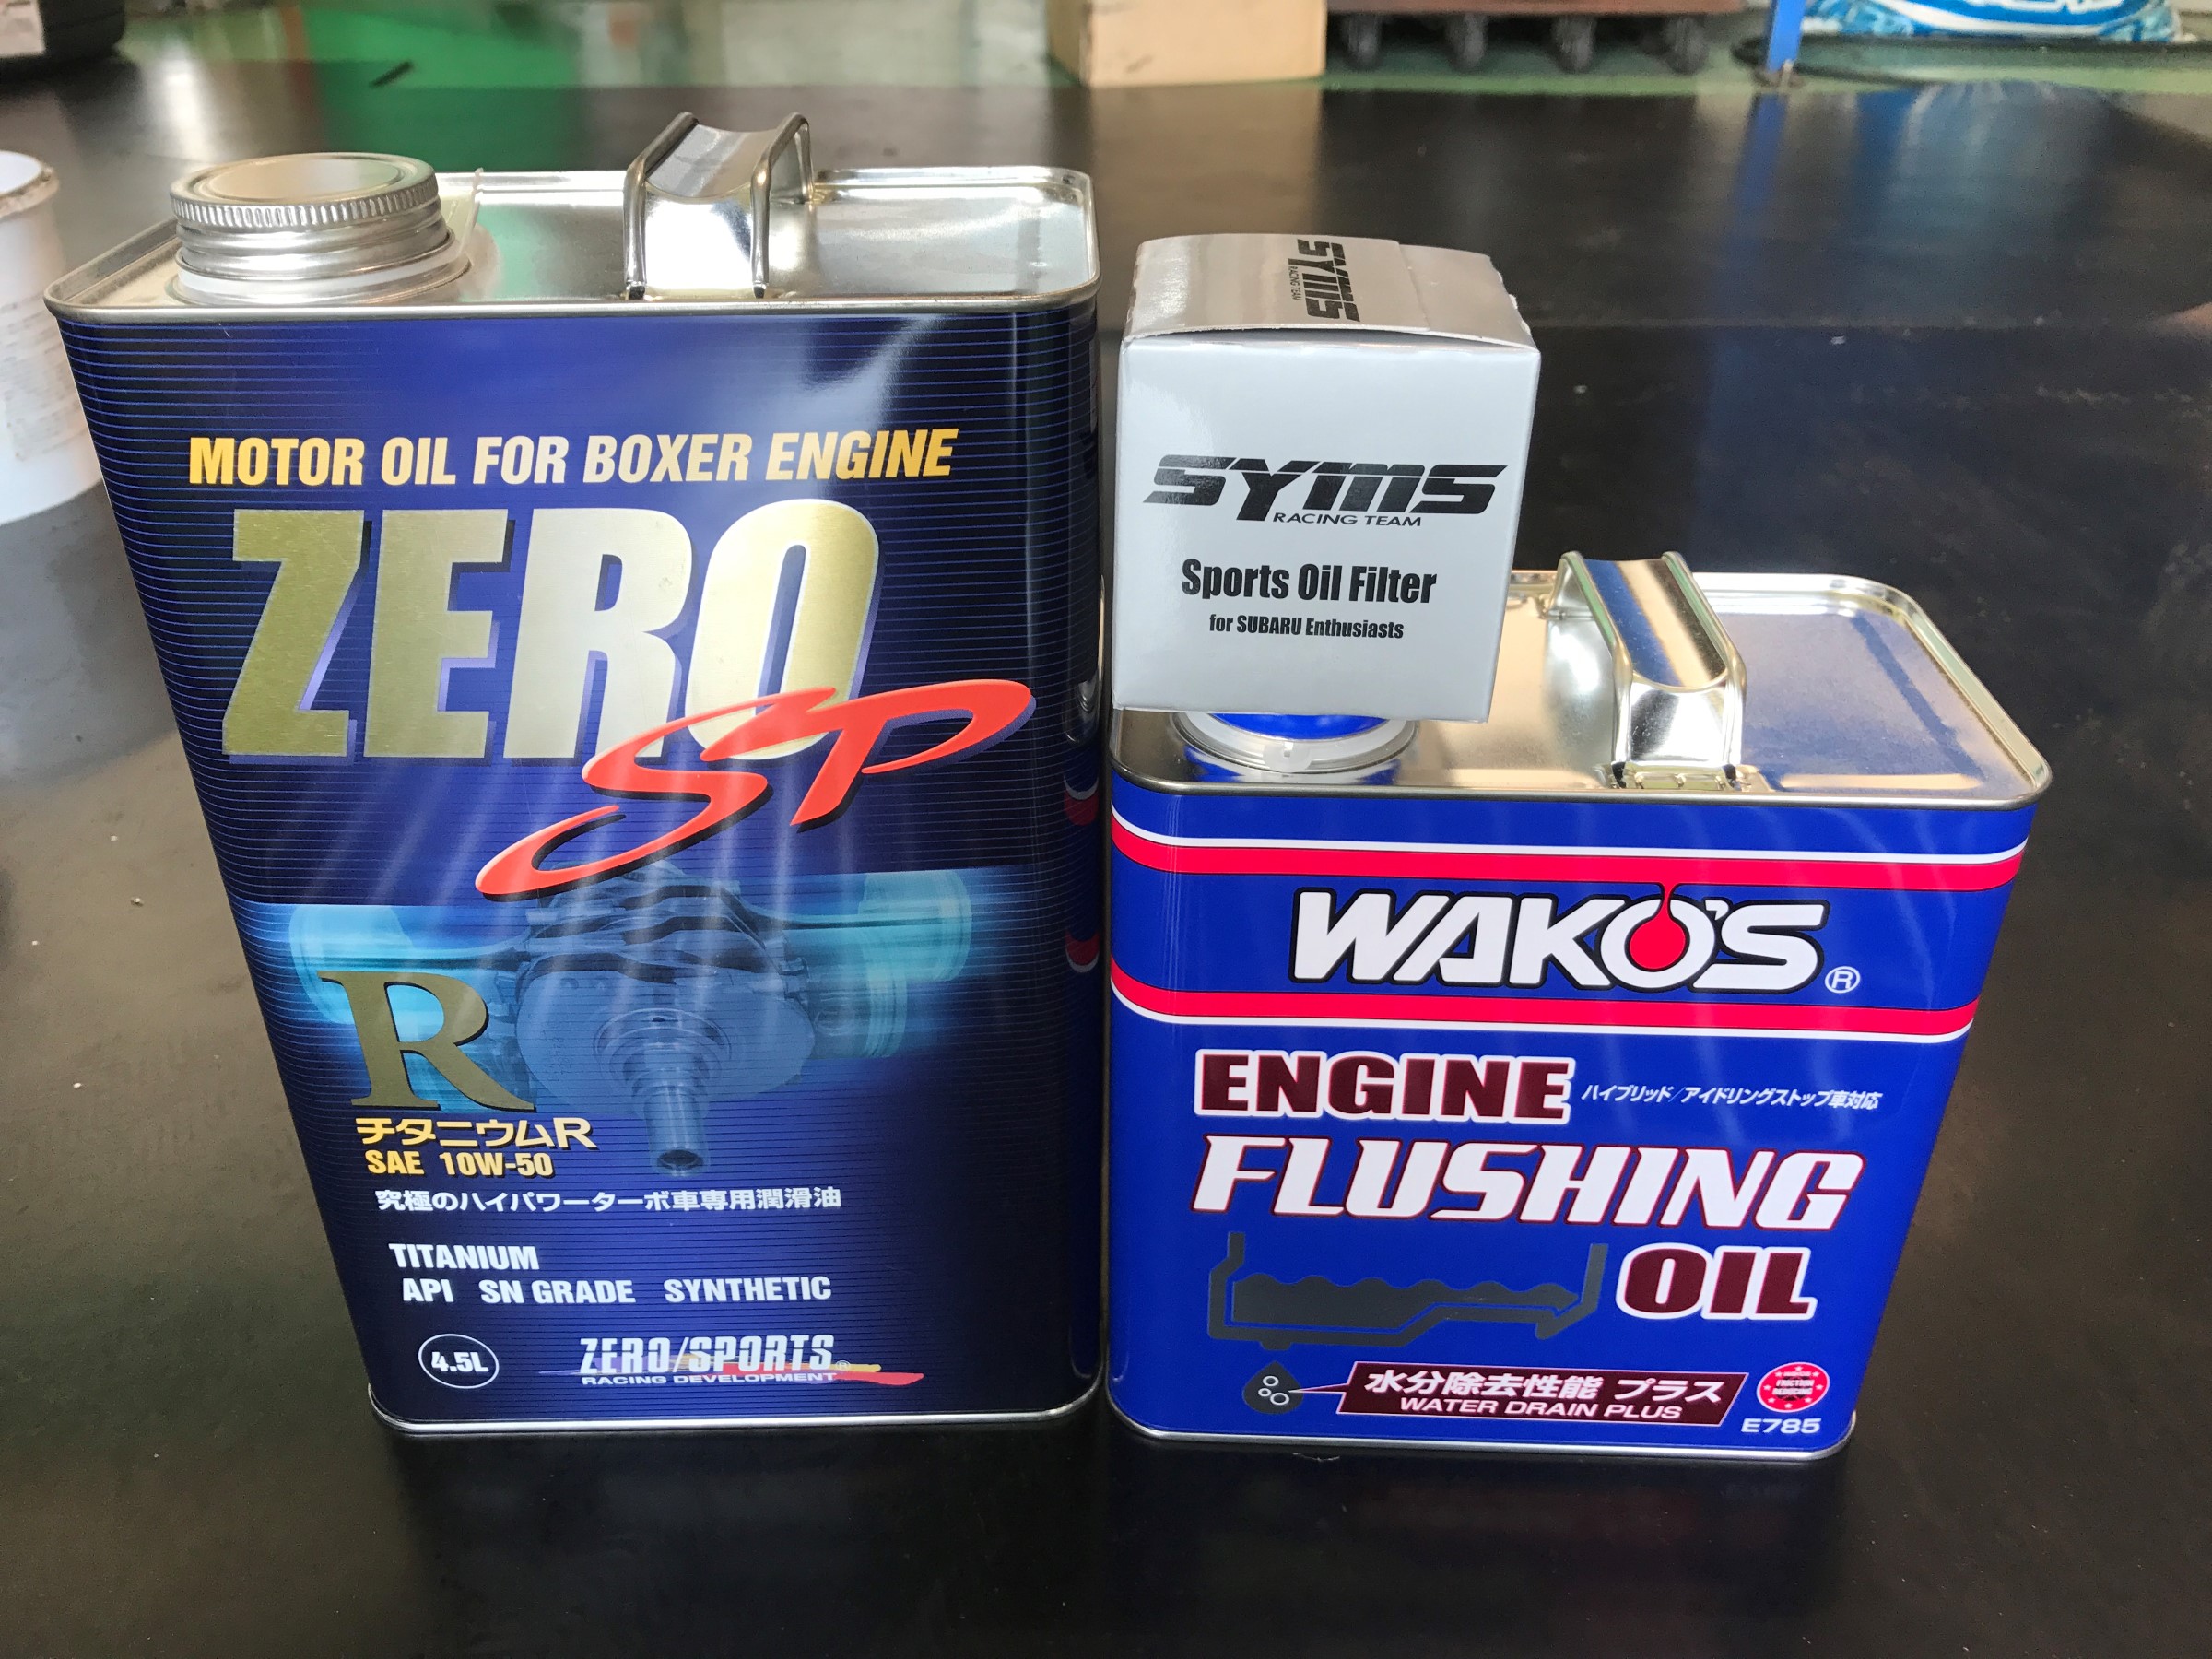 MOTOR OIL FOR BOXER ENGINE
ZERO
SP
R
チタニウムR
SAE 10W-50
究極のハイパワーターボ車専用潤滑油
TITANIUM
API SN GRADE SYNTHETIC
4.5L
ZERO/SPORTS®
RACING DEVELOPMENT
SYMS
RACING TEAM
SYMS
RACING TEAM
Sports Oil Filter
for SUBARU Enthusiasts
WAKO'S®
ENGINE
ハイブリッド/アイドリングストップ車対応
FLUSHING
OIL
水分除去性能 プラス
WATER DRAIN PLUS
FRICTION
E785